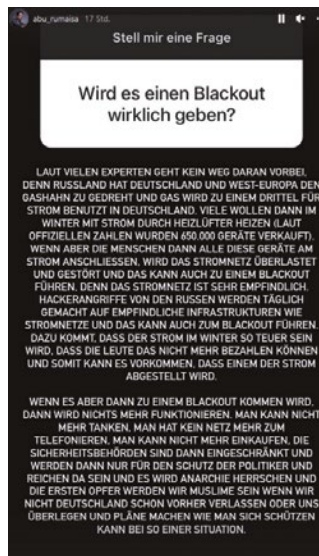 abu_rumaisa 17 Std.
Stell mir eine Frage
Wird es einen Blackout
wirklich geben?
LAUT VIELEN EXPERTEN GEHT KEIN WEG DARAN VORBEI,
DENN RUSSLAND HAT DEUTSCHLAND UND WEST-EUROPA DEN
GASHAHN ZU GEDREHT UND GAS WIRD ZU EINEM DRITTEL FÜR
STROM BENUTZT IN DEUTSCHLAND. VIELE WOLLEN DANN IM
WINTER MIT STROM DURCH HEIZLÜFTER HEIZEN (LAUT
OFFIZIELLEN ZAHLEN WURDEN 650.000 GERÄTE VERKAUFT).
WENN ABER DIE MENSCHEN DANN ALLE DIESE GERÄTE AM
STROM ANSCHLIESSEN, WIRD DAS STROMNETZ ÜBERLASTET
UND GESTÖRT UND DAS KANN AUCH ZU EINEM BLACKOUT
FÜHREN, DENN DAS STROMNETZ IST SEHR EMPFINDLICH.
HACKERANGRIFFE VON DEN RUSSEN WERDEN TÄGLICH
GEMACHT AUF EMPFINDLICHE INFRASTRUKTUREN WIE
STROMNETZE UND DAS KANN AUCH ZUM BLACKOUT FÜHREN.
DAZU KOMMT, DASS DER STROM IM WINTER SO TEUER SEIN
WIRD, DASS DIE LEUTE DAS NICHT MEHR BEZAHLEN KÖNNEN
UND SOMIT KANN ES VORKOMMEN, DASS EINEM DER STROM
ABGESTELLT WIRD.
WENN ES ABER DANN ZU EINEM BLACKOUT KOMMEN WIRD,
DANN WIRD NICHTS MEHR FUNKTIONIEREN. MAN KANN NICHT
MEHR TANKEN, MAN HAT KEIN NETZ MEHR ZUM
TELEFONIEREN, MAN KANN NICHT MEHR EINKAUFEN, DIE
SICHERHEITSBEHÖRDEN SIND DANN EINGESCHRÄNKT UND
WERDEN DANN NUR FÜR DEN SCHUTZ DER POLITIKER UND
REICHEN DA SEIN UND ES WIRD ANARCHIE HERRSCHEN UND
DIE ERSTEN OPFER WERDEN WIR MUSLIME SEIN WENN WIR
NICHT DEUTSCHLAND SCHON VORHER VERLASSEN ODER UNS
ÜBERLEGEN UND PLÄNE MACHEN WIE MAN SICH SCHÜTZEN
KANN BEI SO EINER SITUATION.